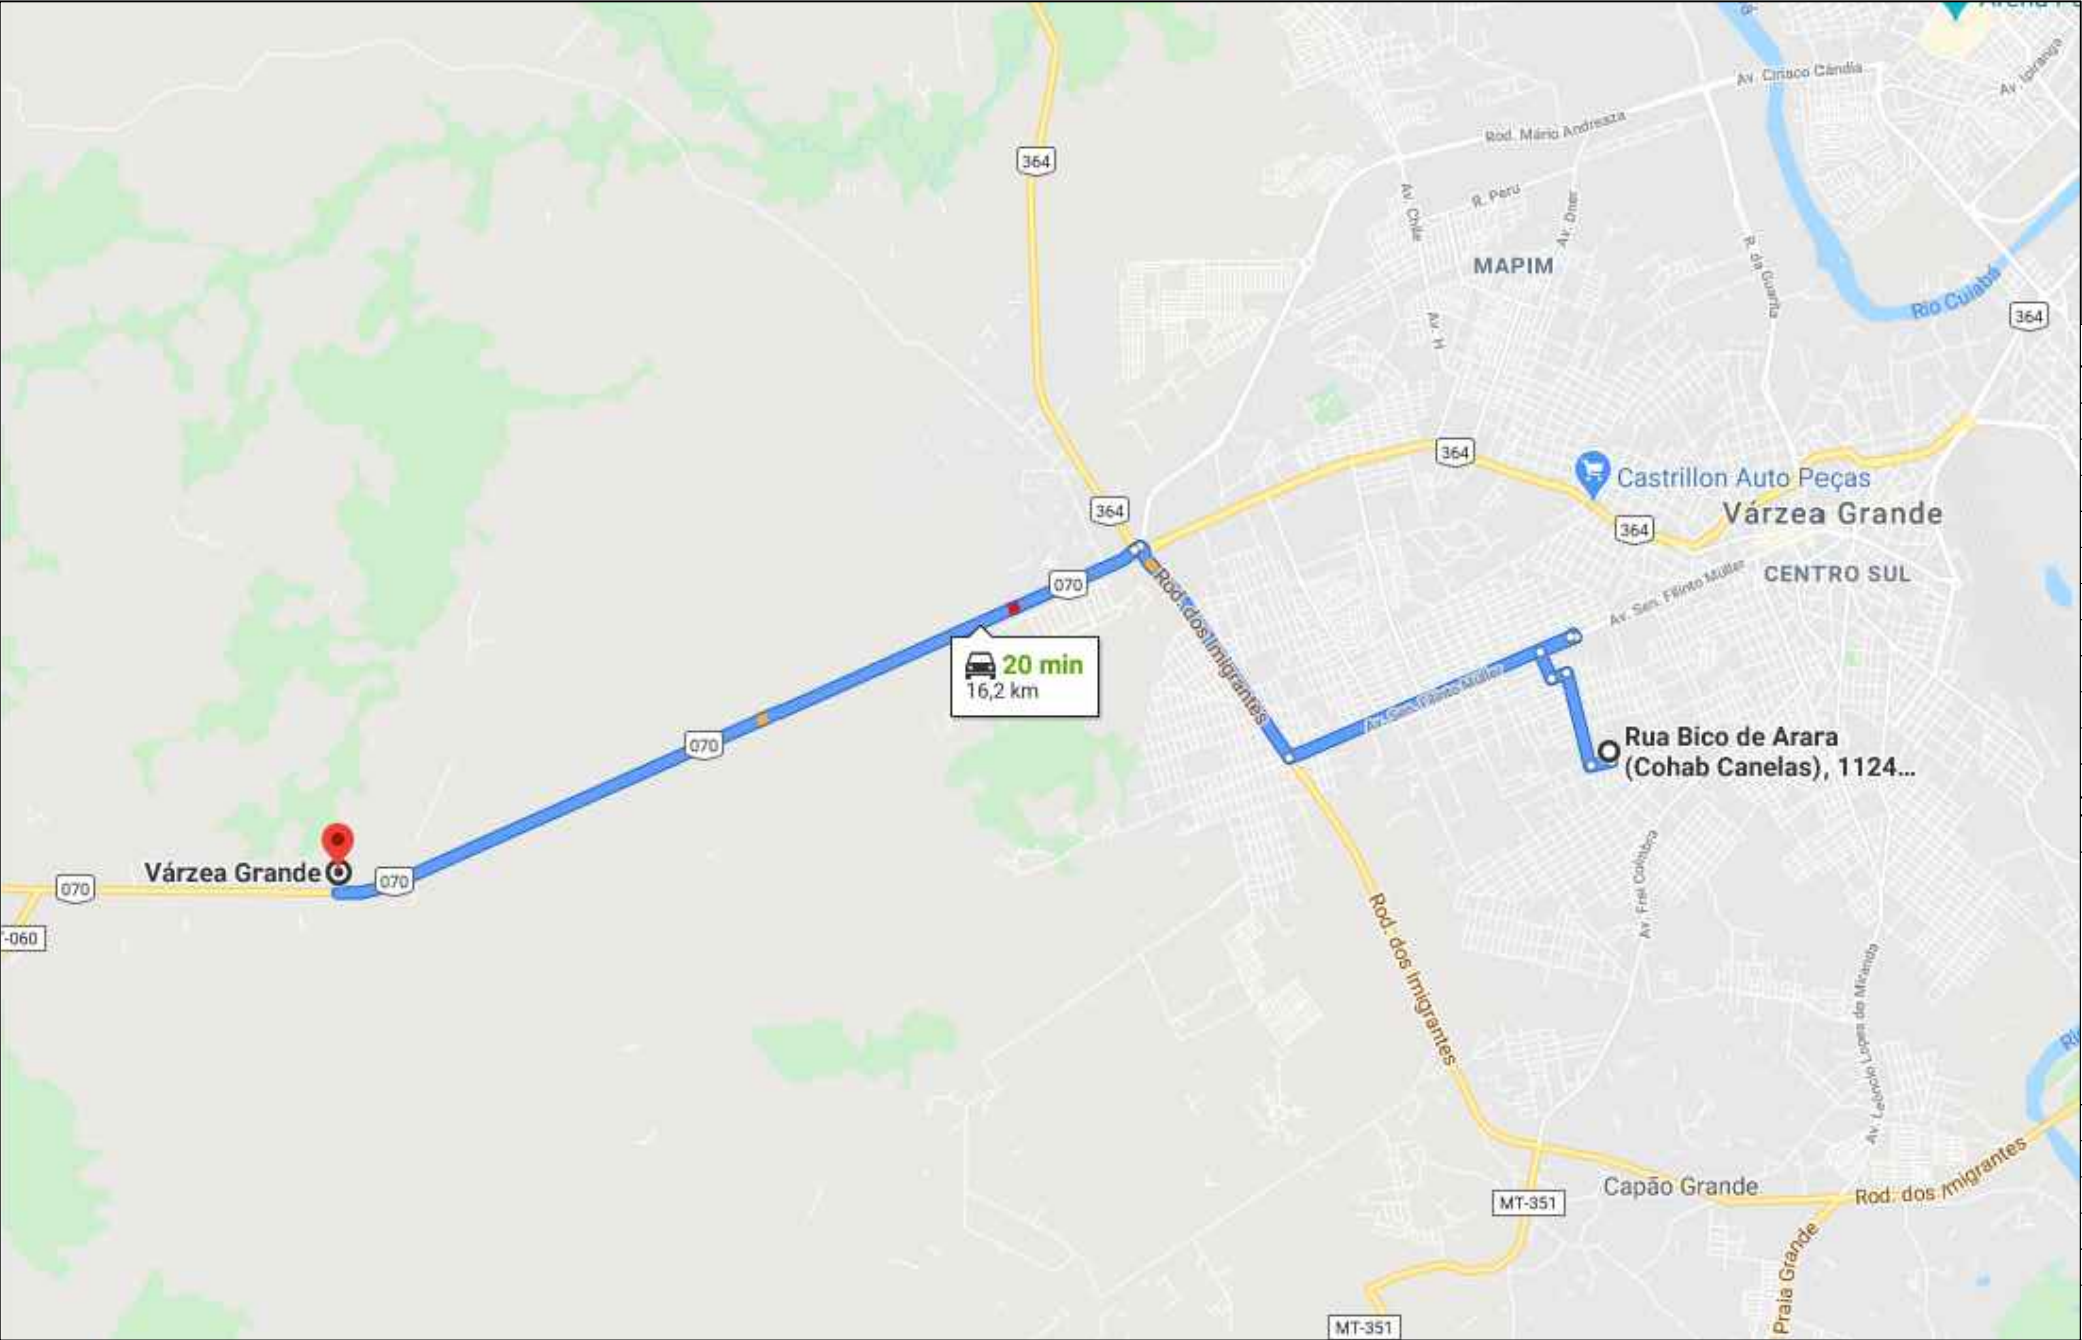 Av. Ciriaco Cândia
Av. Ipiranga
Rod. Mário Andreaza
364
R. Peru
Av. Chile
Av. Dner
MAPIM
R. da Guarita
Rio Cuiabá
Av. H
364
364
Castrillon Auto Peças
364
Várzea Grande
364
070
Rod. dos Imigrantes
CENTRO SUL
Av. Sen. Filinto Müller
20 min
16,2 km
Av. Sen. Filinto Müller
070
Rua Bico de Arara
(Cohab Canelas), 1124...
Várzea Grande
070
070
Av. Frei Coimbra
-060
Rod. dos Imigrantes
Av. Leôncio Lopes de Miranda
Capão Grande
MT-351
Rod. dos Imigrantes
Praia Grande
MT-351